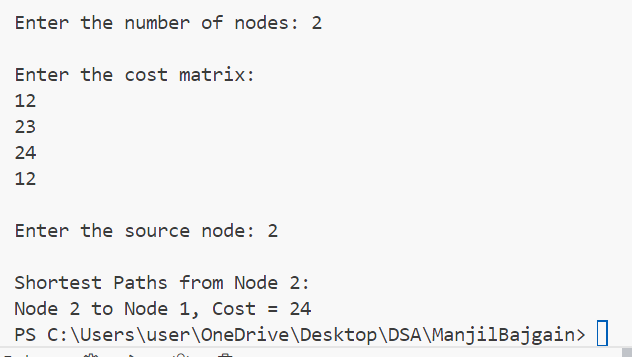 Enter the number of nodes: 2
Enter the cost matrix:
12
23
24
12
Enter the source node: 2
Shortest Paths from Node 2:
Node 2 to Node 1, Cost = 24
PS C:\Users\user\OneDrive\Desktop\DSA\ManjilBajgain>